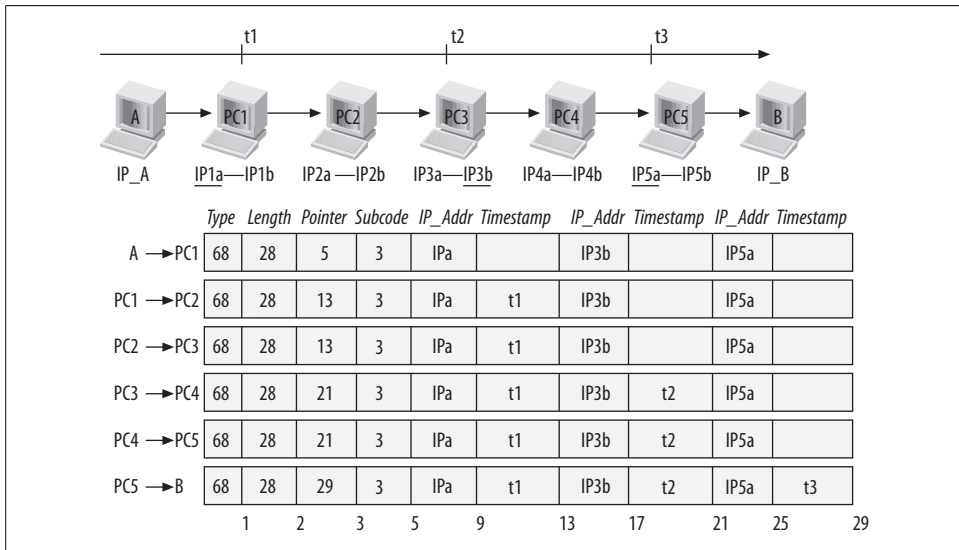 t1 t2 t3
A PC1 PC2 PC3 PC4 PC5 B
IP_A IP1a—IP1b IP2a—IP2b IP3a—IP3b IP4a—IP4b IP5a—IP5b IP_B
Type Length Pointer Subcode IP_Addr Timestamp IP_Addr Timestamp IP_Addr Timestamp
A → PC1 68 28 5 3 IPa IP3b IP5a
PC1 → PC2 68 28 13 3 IPa t1 IP3b IP5a
PC2 → PC3 68 28 13 3 IPa t1 IP3b IP5a
PC3 → PC4 68 28 21 3 IPa t1 IP3b t2 IP5a
PC4 → PC5 68 28 21 3 IPa t1 IP3b t2 IP5a
PC5 → B 68 28 29 3 IPa t1 IP3b t2 IP5a t3
1 2 3 5 9 13 17 21 25 29